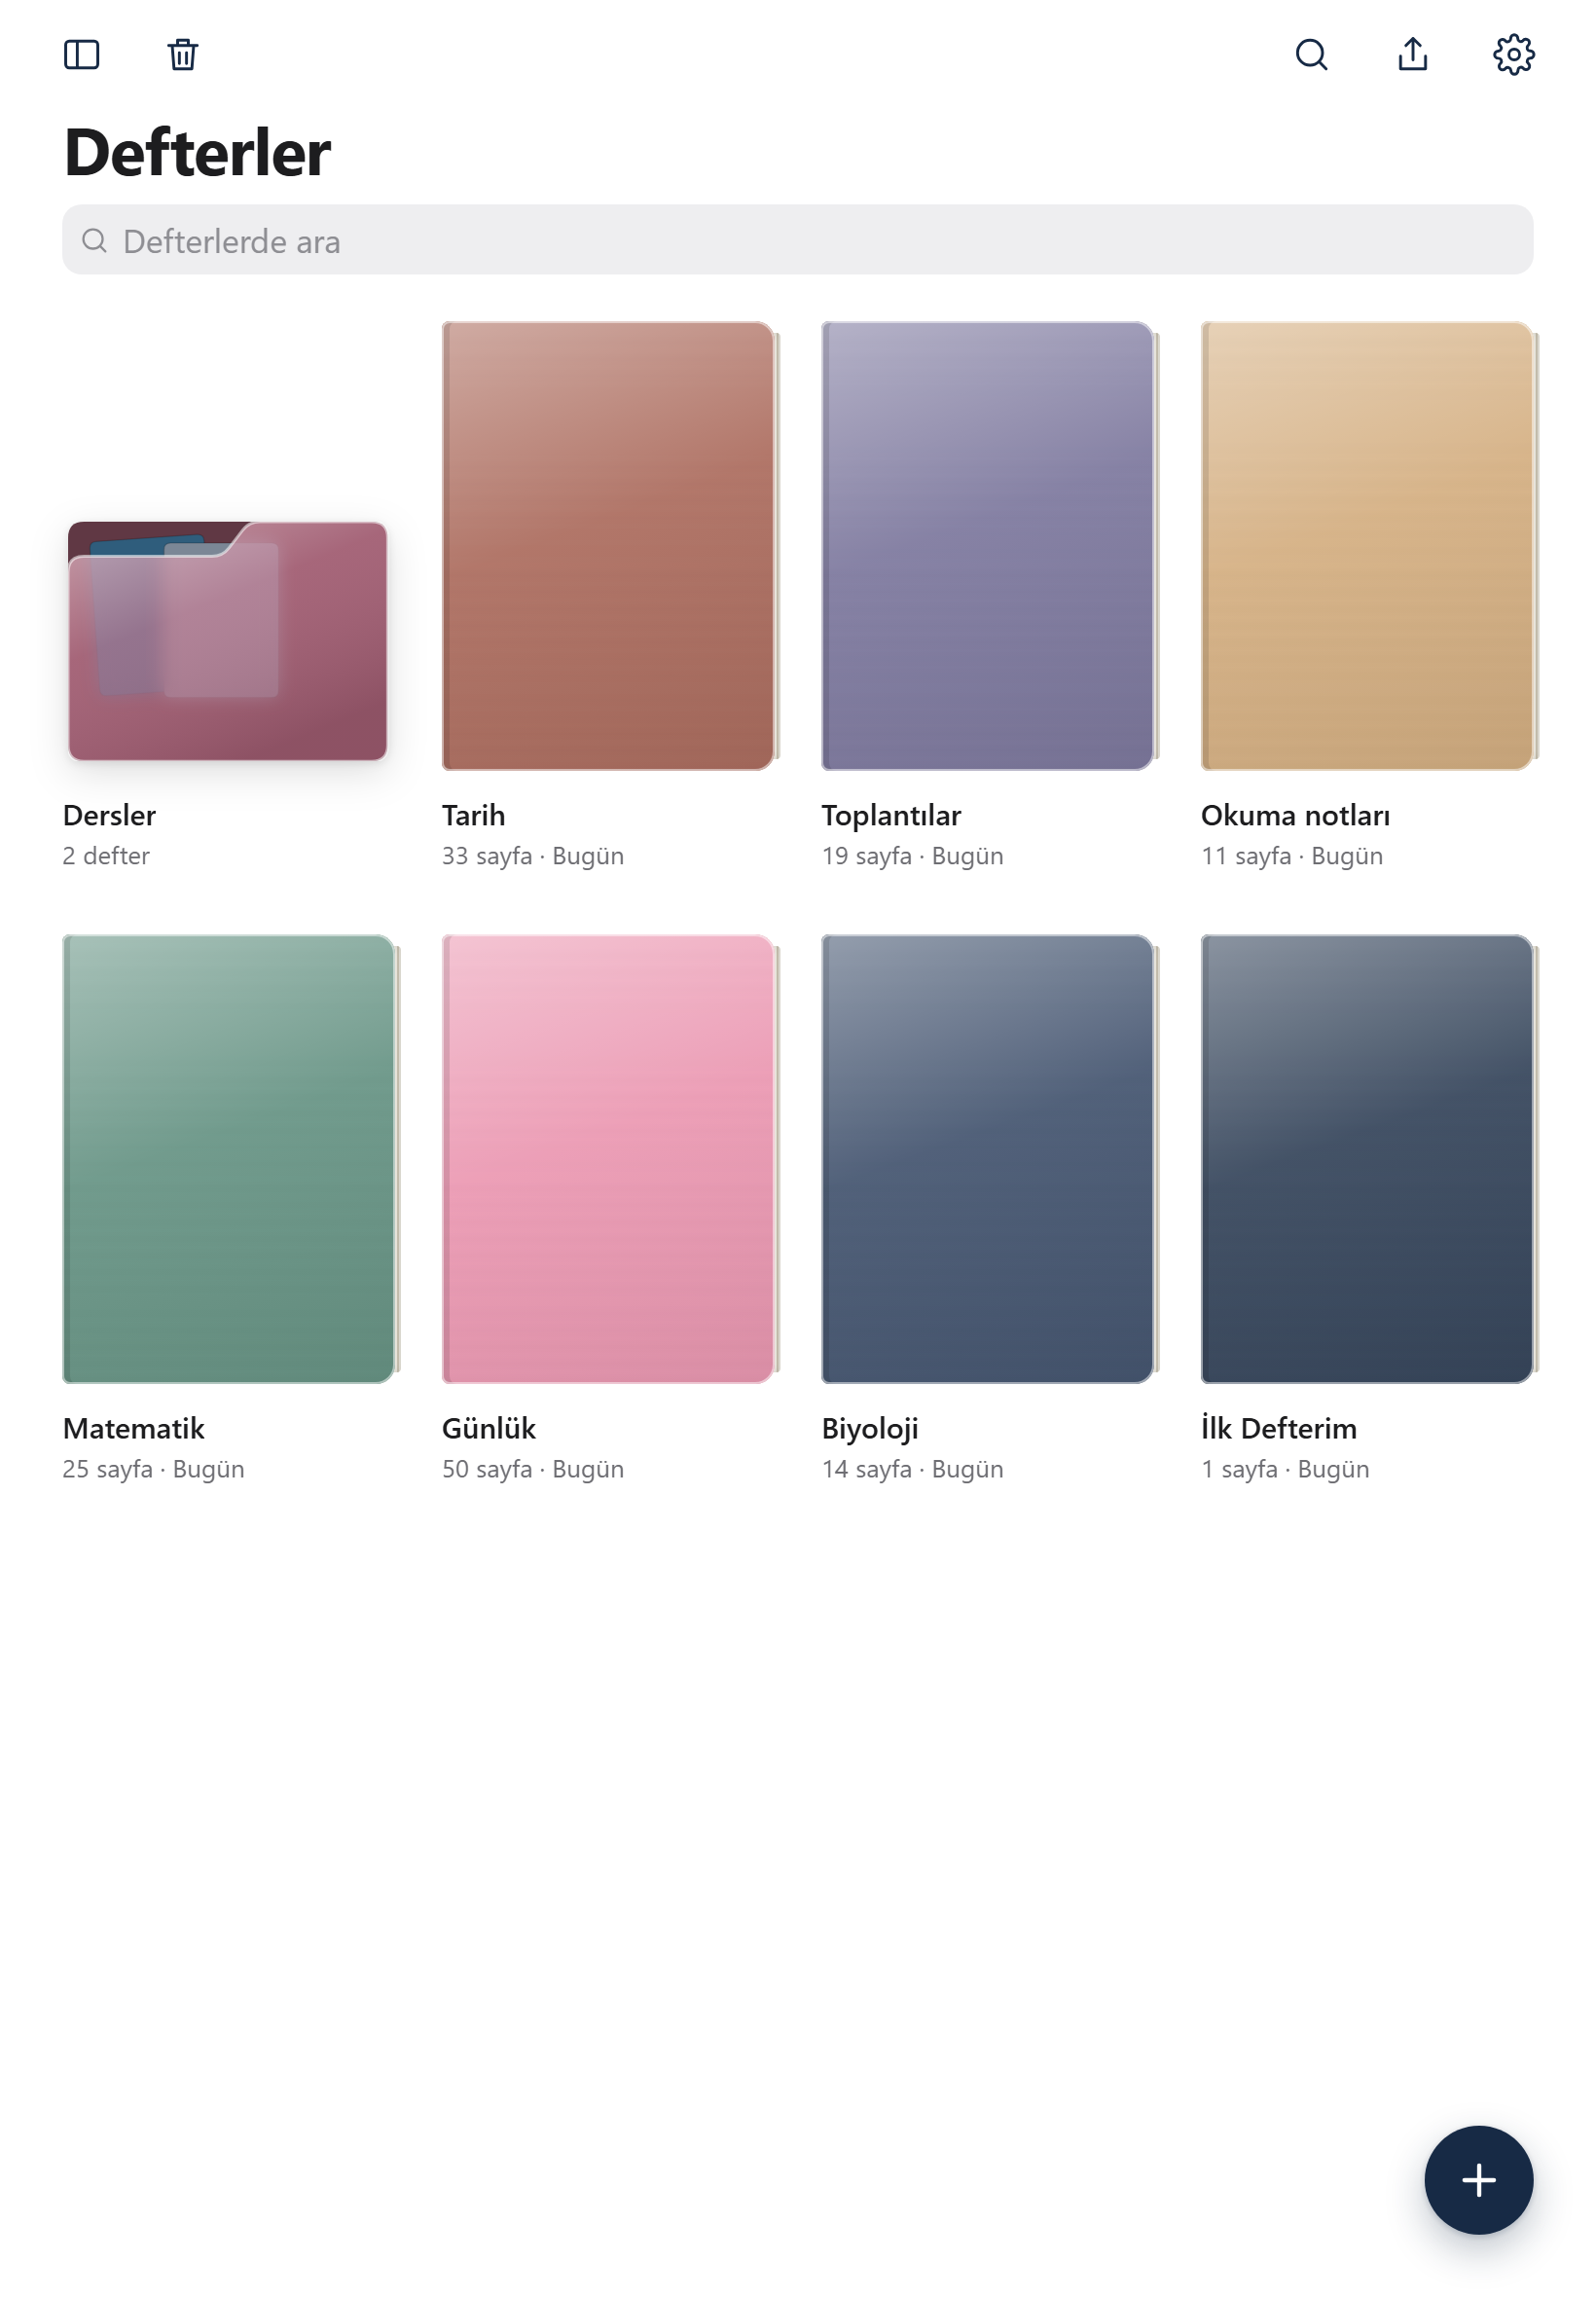 Defterler
Defterlerde ara
Dersler
2 defter
Tarih
33 sayfa · Bugün
Toplantılar
19 sayfa · Bugün
Okuma notları
11 sayfa · Bugün
Matematik
25 sayfa · Bugün
Günlük
50 sayfa · Bugün
Biyoloji
14 sayfa · Bugün
İlk Defterim
1 sayfa · Bugün